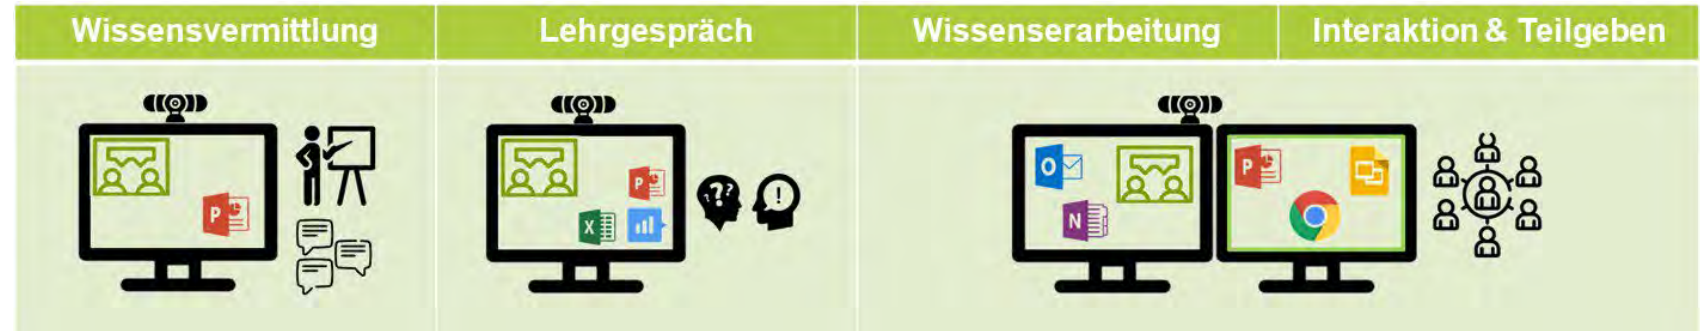 Wissensvermittlung
Lehrgespräch
Wissenserarbeitung
Interaktion & Teilgeben
P
P
X
O
N
P
??
?
!